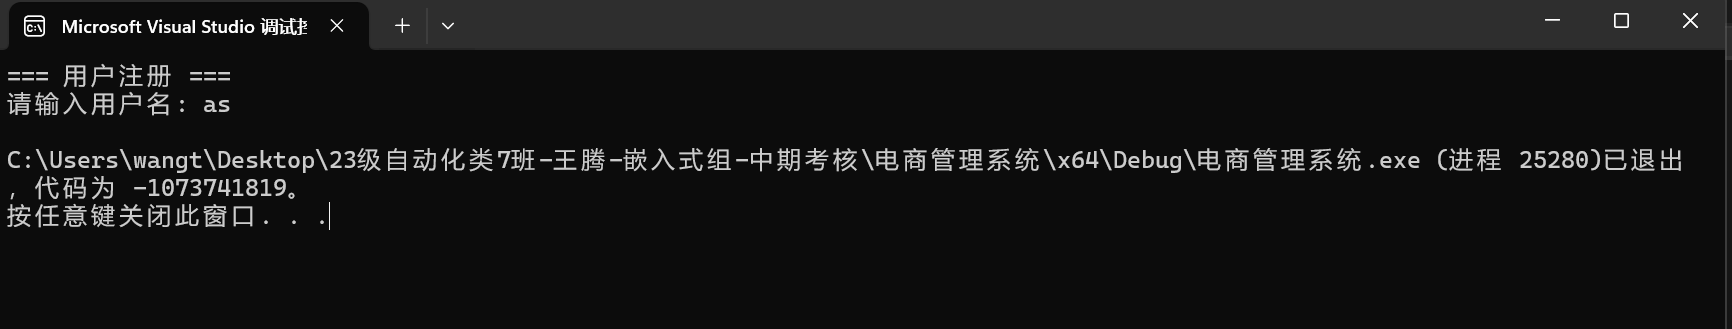 Microsoft Visual Studio 调试
=== 用户注册 ===
请输入用户名: as
C:\Users\wangt\Desktop\23级自动化类7班-王腾-嵌入式组-中期考核\电商管理系统\x64\Debug\电商管理系统.exe (进程 25280)已退出
，代码为 -1073741819。
按任意键关闭此窗口. . .